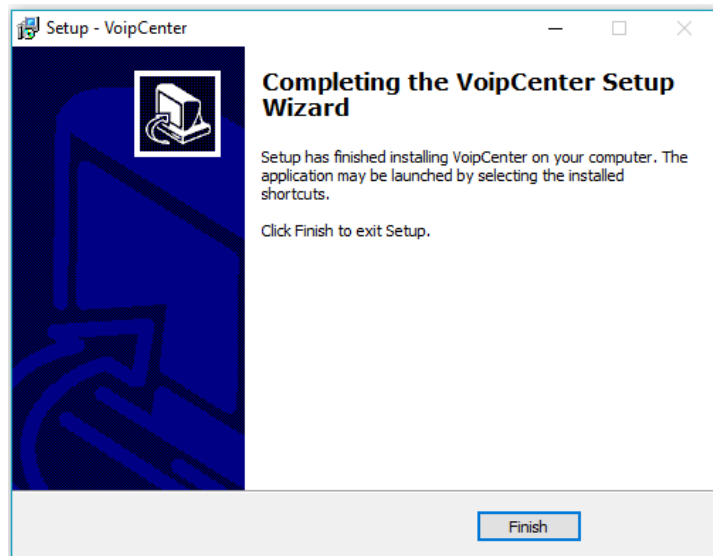 Setup - VoipCenter
Completing the VoipCenter Setup
Wizard
Setup has finished installing VoipCenter on your computer. The
application may be launched by selecting the installed
shortcuts.
Click Finish to exit Setup.
Finish